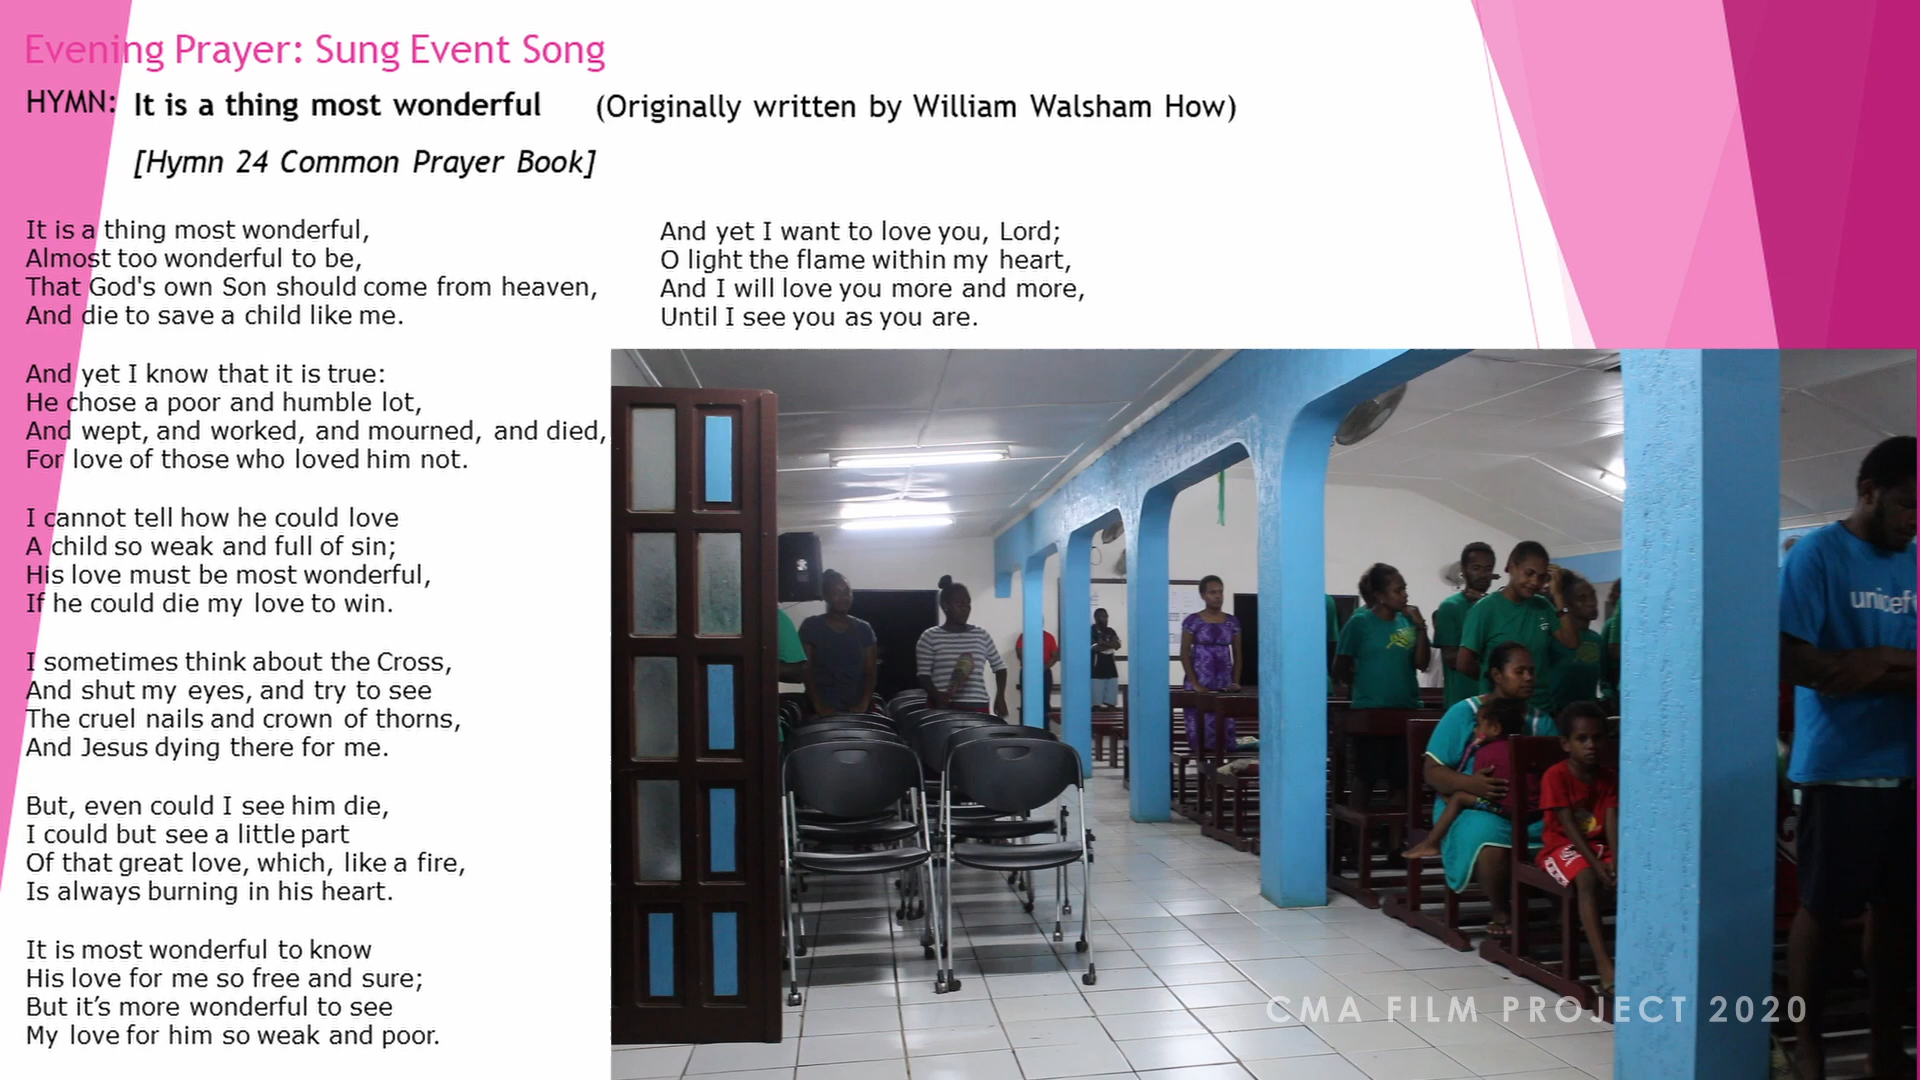 Evening Prayer: Sung Event Song
HYMN: It is a thing most wonderful (Originally written by William Walsham How)
[Hymn 24 Common Prayer Book]
It is a thing most wonderful,
Almost too wonderful to be,
That God's own Son should come from heaven,
And die to save a child like me.
And yet I know that it is true:
He chose a poor and humble lot,
And wept, and worked, and mourned, and died,
For love of those who loved him not.
I cannot tell how he could love
A child so weak and full of sin;
His love must be most wonderful,
If he could die my love to win.
I sometimes think about the Cross,
And shut my eyes, and try to see
The cruel nails and crown of thorns,
And Jesus dying there for me.
But, even could I see him die,
I could but see a little part
Of that great love, which, like a fire,
Is always burning in his heart.
It is most wonderful to know
His love for me so free and sure;
But it’s more wonderful to see
My love for him so weak and poor.
And yet I want to love you, Lord;
O light the flame within my heart,
And I will love you more and more,
Until I see you as you are.
unicef
CMA FILM PROJECT 2020